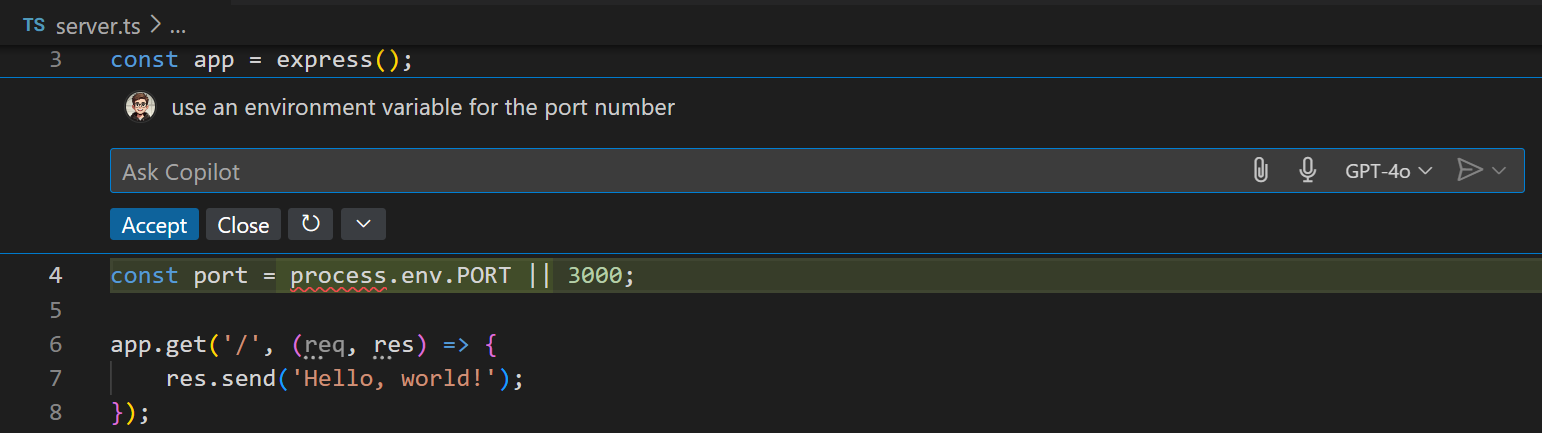 TS server.ts > ...
3 const app = express();
use an environment variable for the port number
Ask Copilot GPT-4o
Accept Close
4 const port = process.env.PORT || 3000;
5
6 app.get('/', (req, res) => {
7 res.send('Hello, world!');
8 });